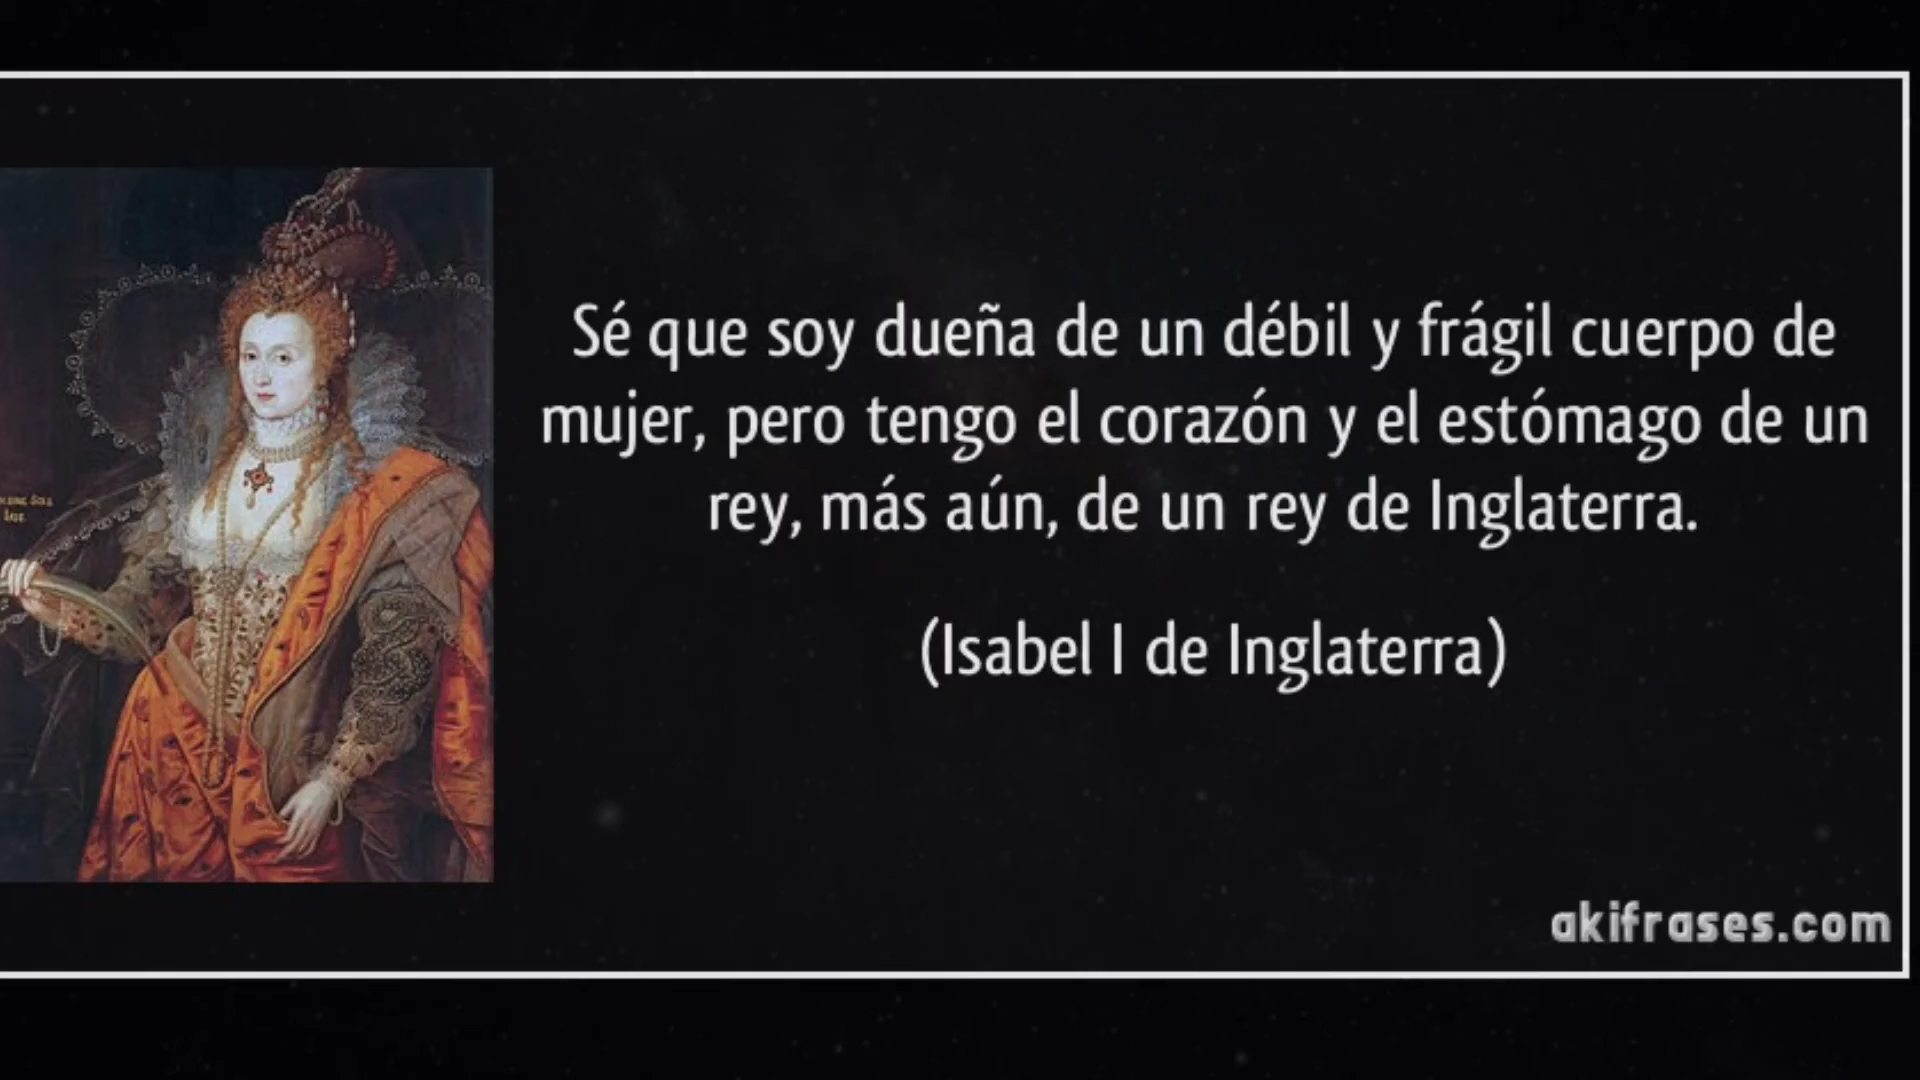 Sé que soy dueña de un débil y frágil cuerpo de
mujer, pero tengo el corazón y el estómago de un
rey, más aún, de un rey de Inglaterra.
(Isabel I de Inglaterra)
akifrases.com